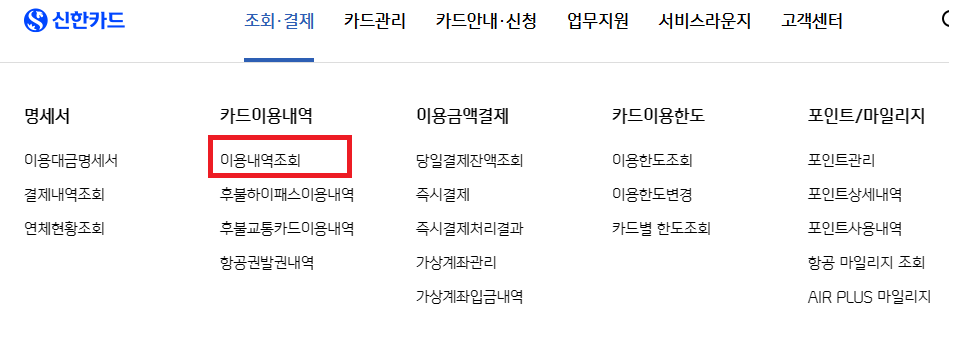 신한카드
조회·결제 카드관리 카드안내·신청 업무지원 서비스라운지 고객센터
명세서
이용대금명세서
결제내역조회
연체현황조회
카드이용내역
이용내역조회
후불하이패스이용내역
후불교통카드이용내역
항공권발권내역
이용금액결제
당일결제잔액조회
즉시결제
즉시결제처리결과
가상계좌관리
가상계좌입금내역
카드이용한도
이용한도조회
이용한도변경
카드별 한도조회
포인트/마일리지
포인트관리
포인트상세내역
포인트사용내역
항공 마일리지 조회
AIR PLUS 마일리지